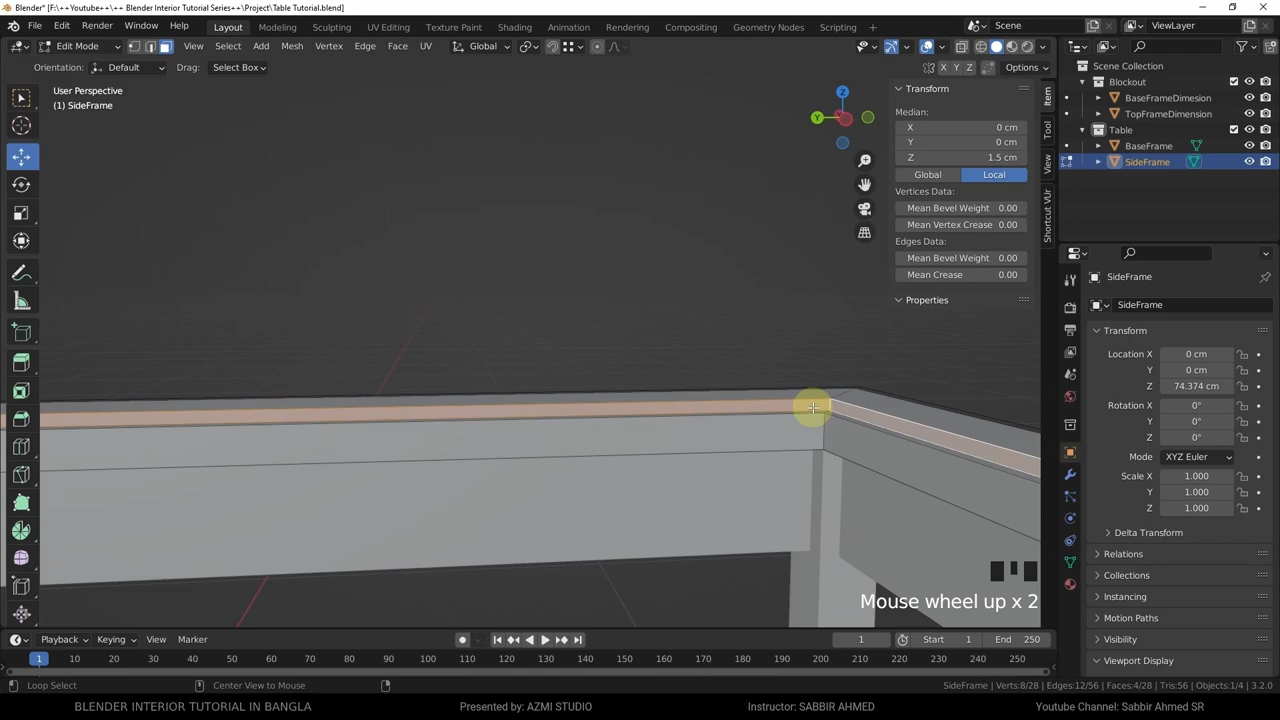 Blender* [F:\++Youtube++\++ Blender Interior Tutorial Series++\Project\Table Tutorial.blend]
File Edit Render Window Help Layout Modeling Sculpting UV Editing Texture Paint Shading Animation Rendering Compositing Geometry Nodes Scripting Scene ViewLayer
Edit Mode View Select Add Mesh Vertex Edge Face UV Global
Orientation: Default Drag: Select Box X Y Z Options
User Perspective
(1) SideFrame
Z
Y
Transform
Median:
X 0 cm
Y 0 cm
Z 1.5 cm
Global Local
Vertices Data:
Mean Bevel Weight 0.00
Mean Vertex Crease 0.00
Edges Data:
Mean Bevel Weight 0.00
Mean Crease 0.00
Properties
Item
Tool
View
Shortcut VUr
Scene Collection
Blockout
BaseFrameDimesion
TopFrameDimension
Table
BaseFrame
SideFrame
SideFrame
SideFrame
Transform
Location X 0 cm
Y 0 cm
Z 74.374 cm
Rotation X 0°
Y 0°
Z 0°
Mode XYZ Euler
Scale X 1.000
Y 1.000
Z 1.000
Delta Transform
Relations
Collections
Instancing
Motion Paths
Visibility
Viewport Display
Mouse wheel up x 2
Playback Keying View Marker 1 Start 1 End 250
1 10 20 30 40 50 60 70 80 90 100 110 120 130 140 150 160 170 180 190 200 210 220 230 240 250
Loop Select Center View to Mouse SideFrame | Verts:8/28 | Edges:12/56 | Faces:4/28 | Tris:56 | Objects:1/4 | 3.2.0
BLENDER INTERIOR TUTORIAL IN BANGLA Presented by: AZMI STUDIO Instructor: SABBIR AHMED Youtube Channel: Sabbir Ahmed SR